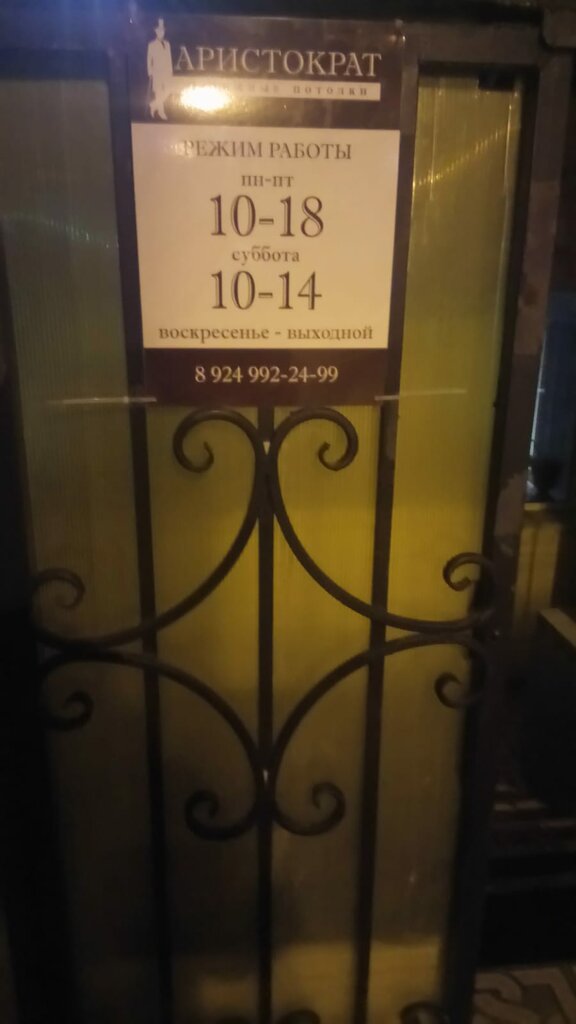 АРИСТОКРАТ
потолки
РЕЖИМ РАБОТЫ
пн-пт
10-18
суббота
10-14
воскресенье - выходной
8 924 992-24-99